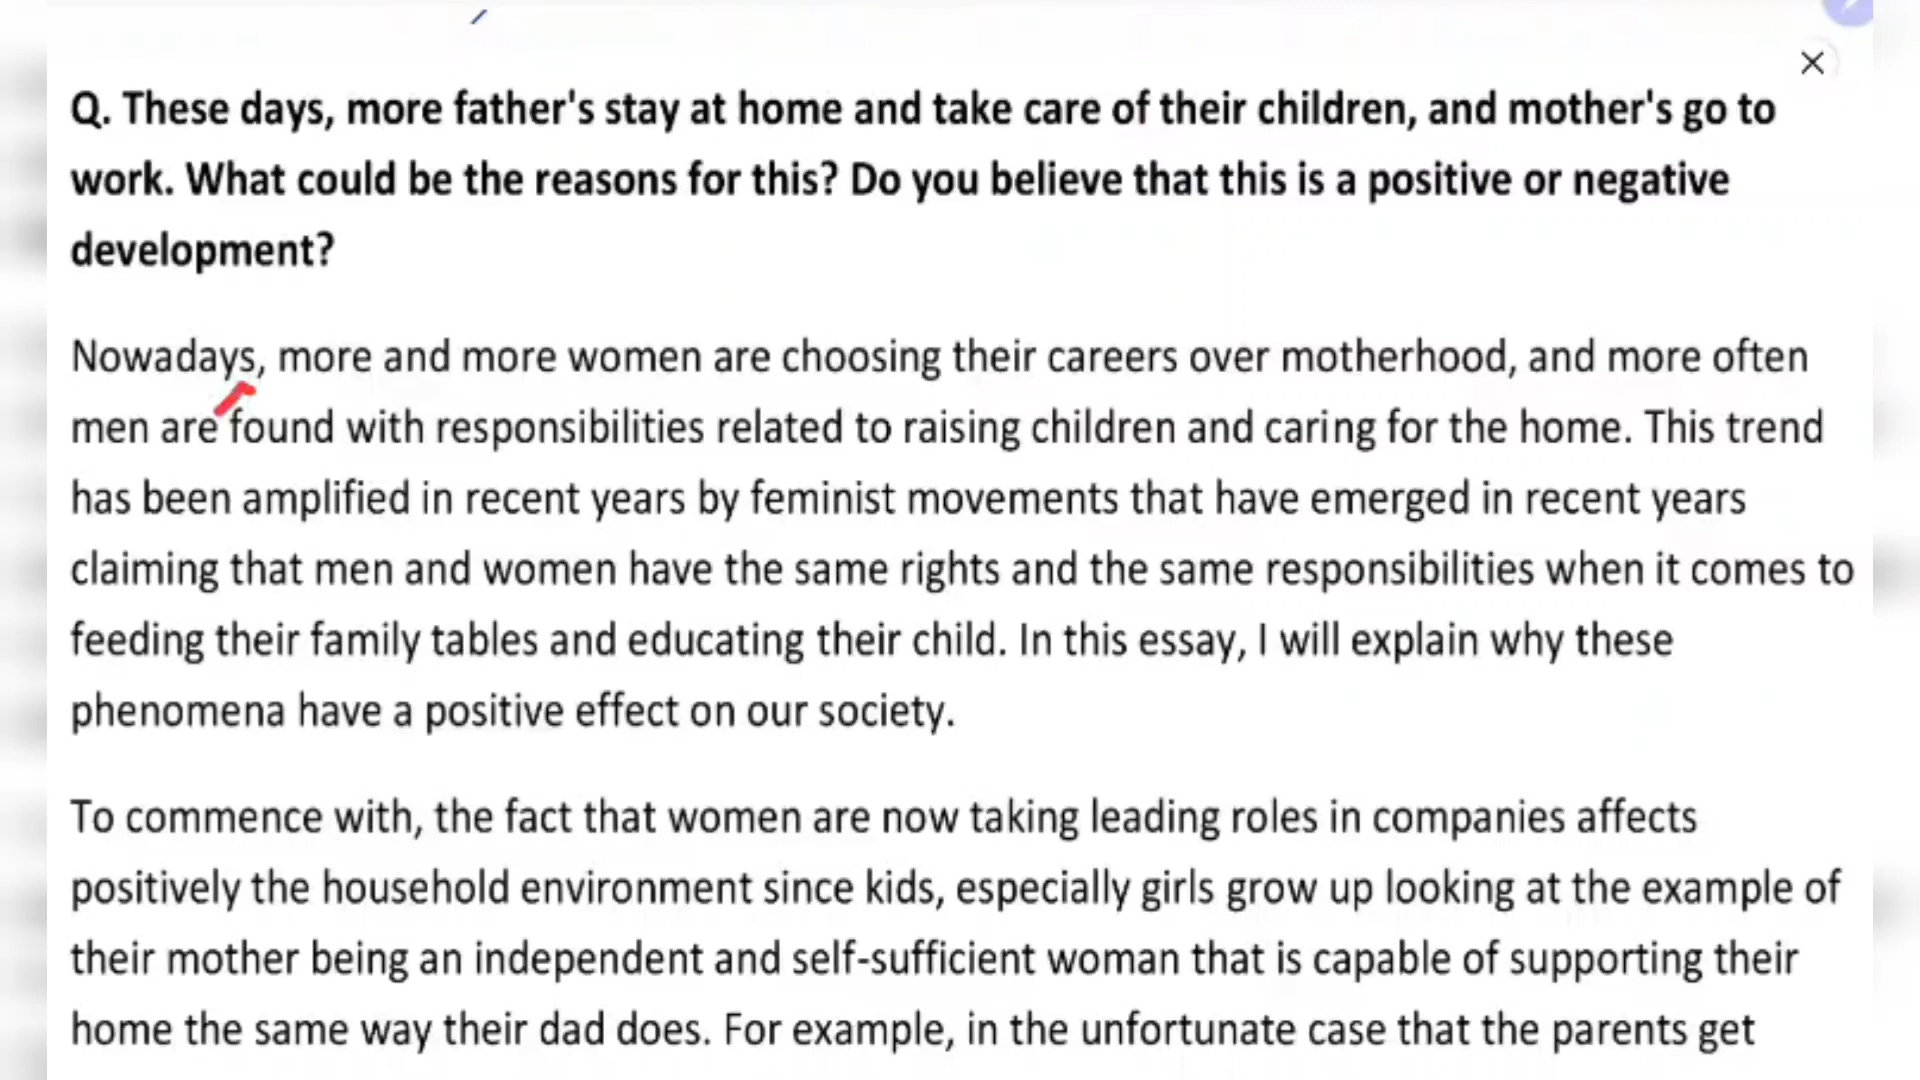 Q. These days, more father's stay at home and take care of their children, and mother's go to
work. What could be the reasons for this? Do you believe that this is a positive or negative
development?
Nowadays, more and more women are choosing their careers over motherhood, and more often
men are found with responsibilities related to raising children and caring for the home. This trend
has been amplified in recent years by feminist movements that have emerged in recent years
claiming that men and women have the same rights and the same responsibilities when it comes to
feeding their family tables and educating their child. In this essay, I will explain why these
phenomena have a positive effect on our society.
To commence with, the fact that women are now taking leading roles in companies affects
positively the household environment since kids, especially girls grow up looking at the example of
their mother being an independent and self-sufficient woman that is capable of supporting their
home the same way their dad does. For example, in the unfortunate case that the parents get